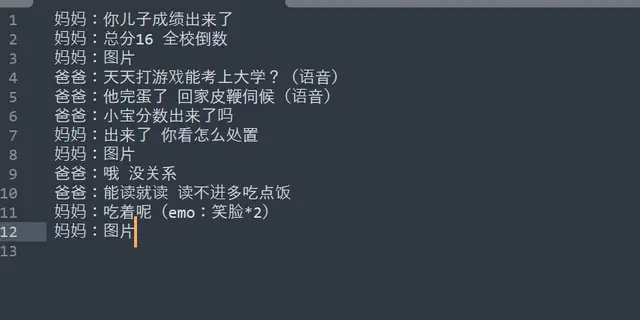 1 妈妈：你儿子成绩出来了
2 妈妈：总分16 全校倒数
3 妈妈：图片
4 爸爸：天天打游戏能考上大学？（语音）
5 爸爸：他完蛋了 回家皮鞭伺候（语音）
6 爸爸：小宝分数出来了吗
7 妈妈：出来了 你看怎么处置
8 妈妈：图片
9 爸爸：哦 没关系
10 爸爸：能读就读 读不进多吃点饭
11 妈妈：吃着呢（emo：笑脸*2）
12 妈妈：图片
13